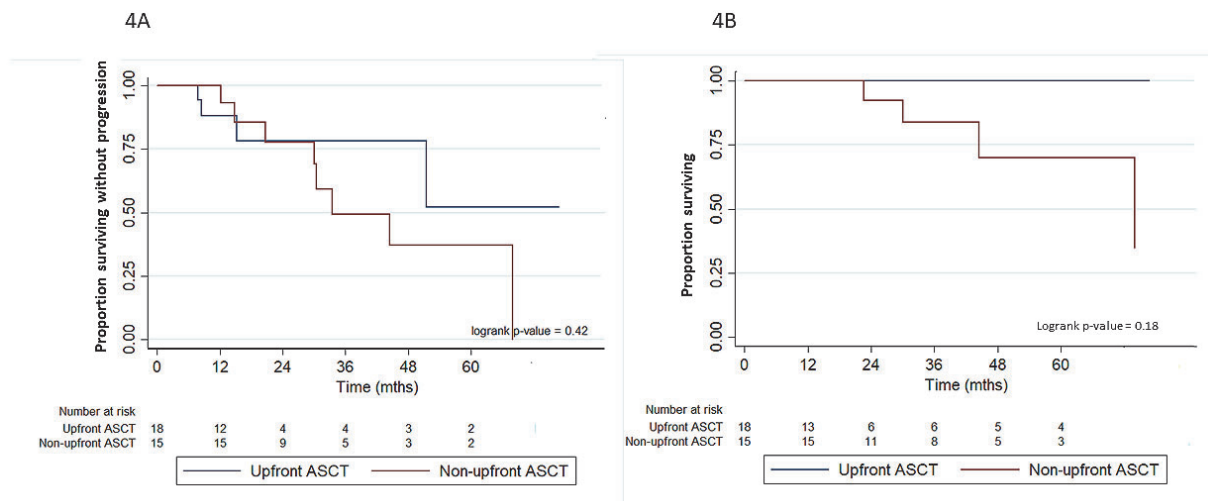 4A
Proportion surviving without progression
1.00
0.75
0.50
0.25
0.00
logrank p-value = 0.42
0 12 24 36 48 60
Time (mths)
Number at risk
Upfront ASCT 18 12 4 4 3 2
Non-upfront ASCT 15 15 9 5 3 2
Upfront ASCT Non-upfront ASCT
4B
Proportion surviving
1.00
0.75
0.50
0.25
0.00
Logrank p-value = 0.18
0 12 24 36 48 60
Time (mths)
Number at risk
Upfront ASCT 18 13 6 6 5 4
Non-upfront ASCT 15 15 11 8 5 3
Upfront ASCT Non-upfront ASCT